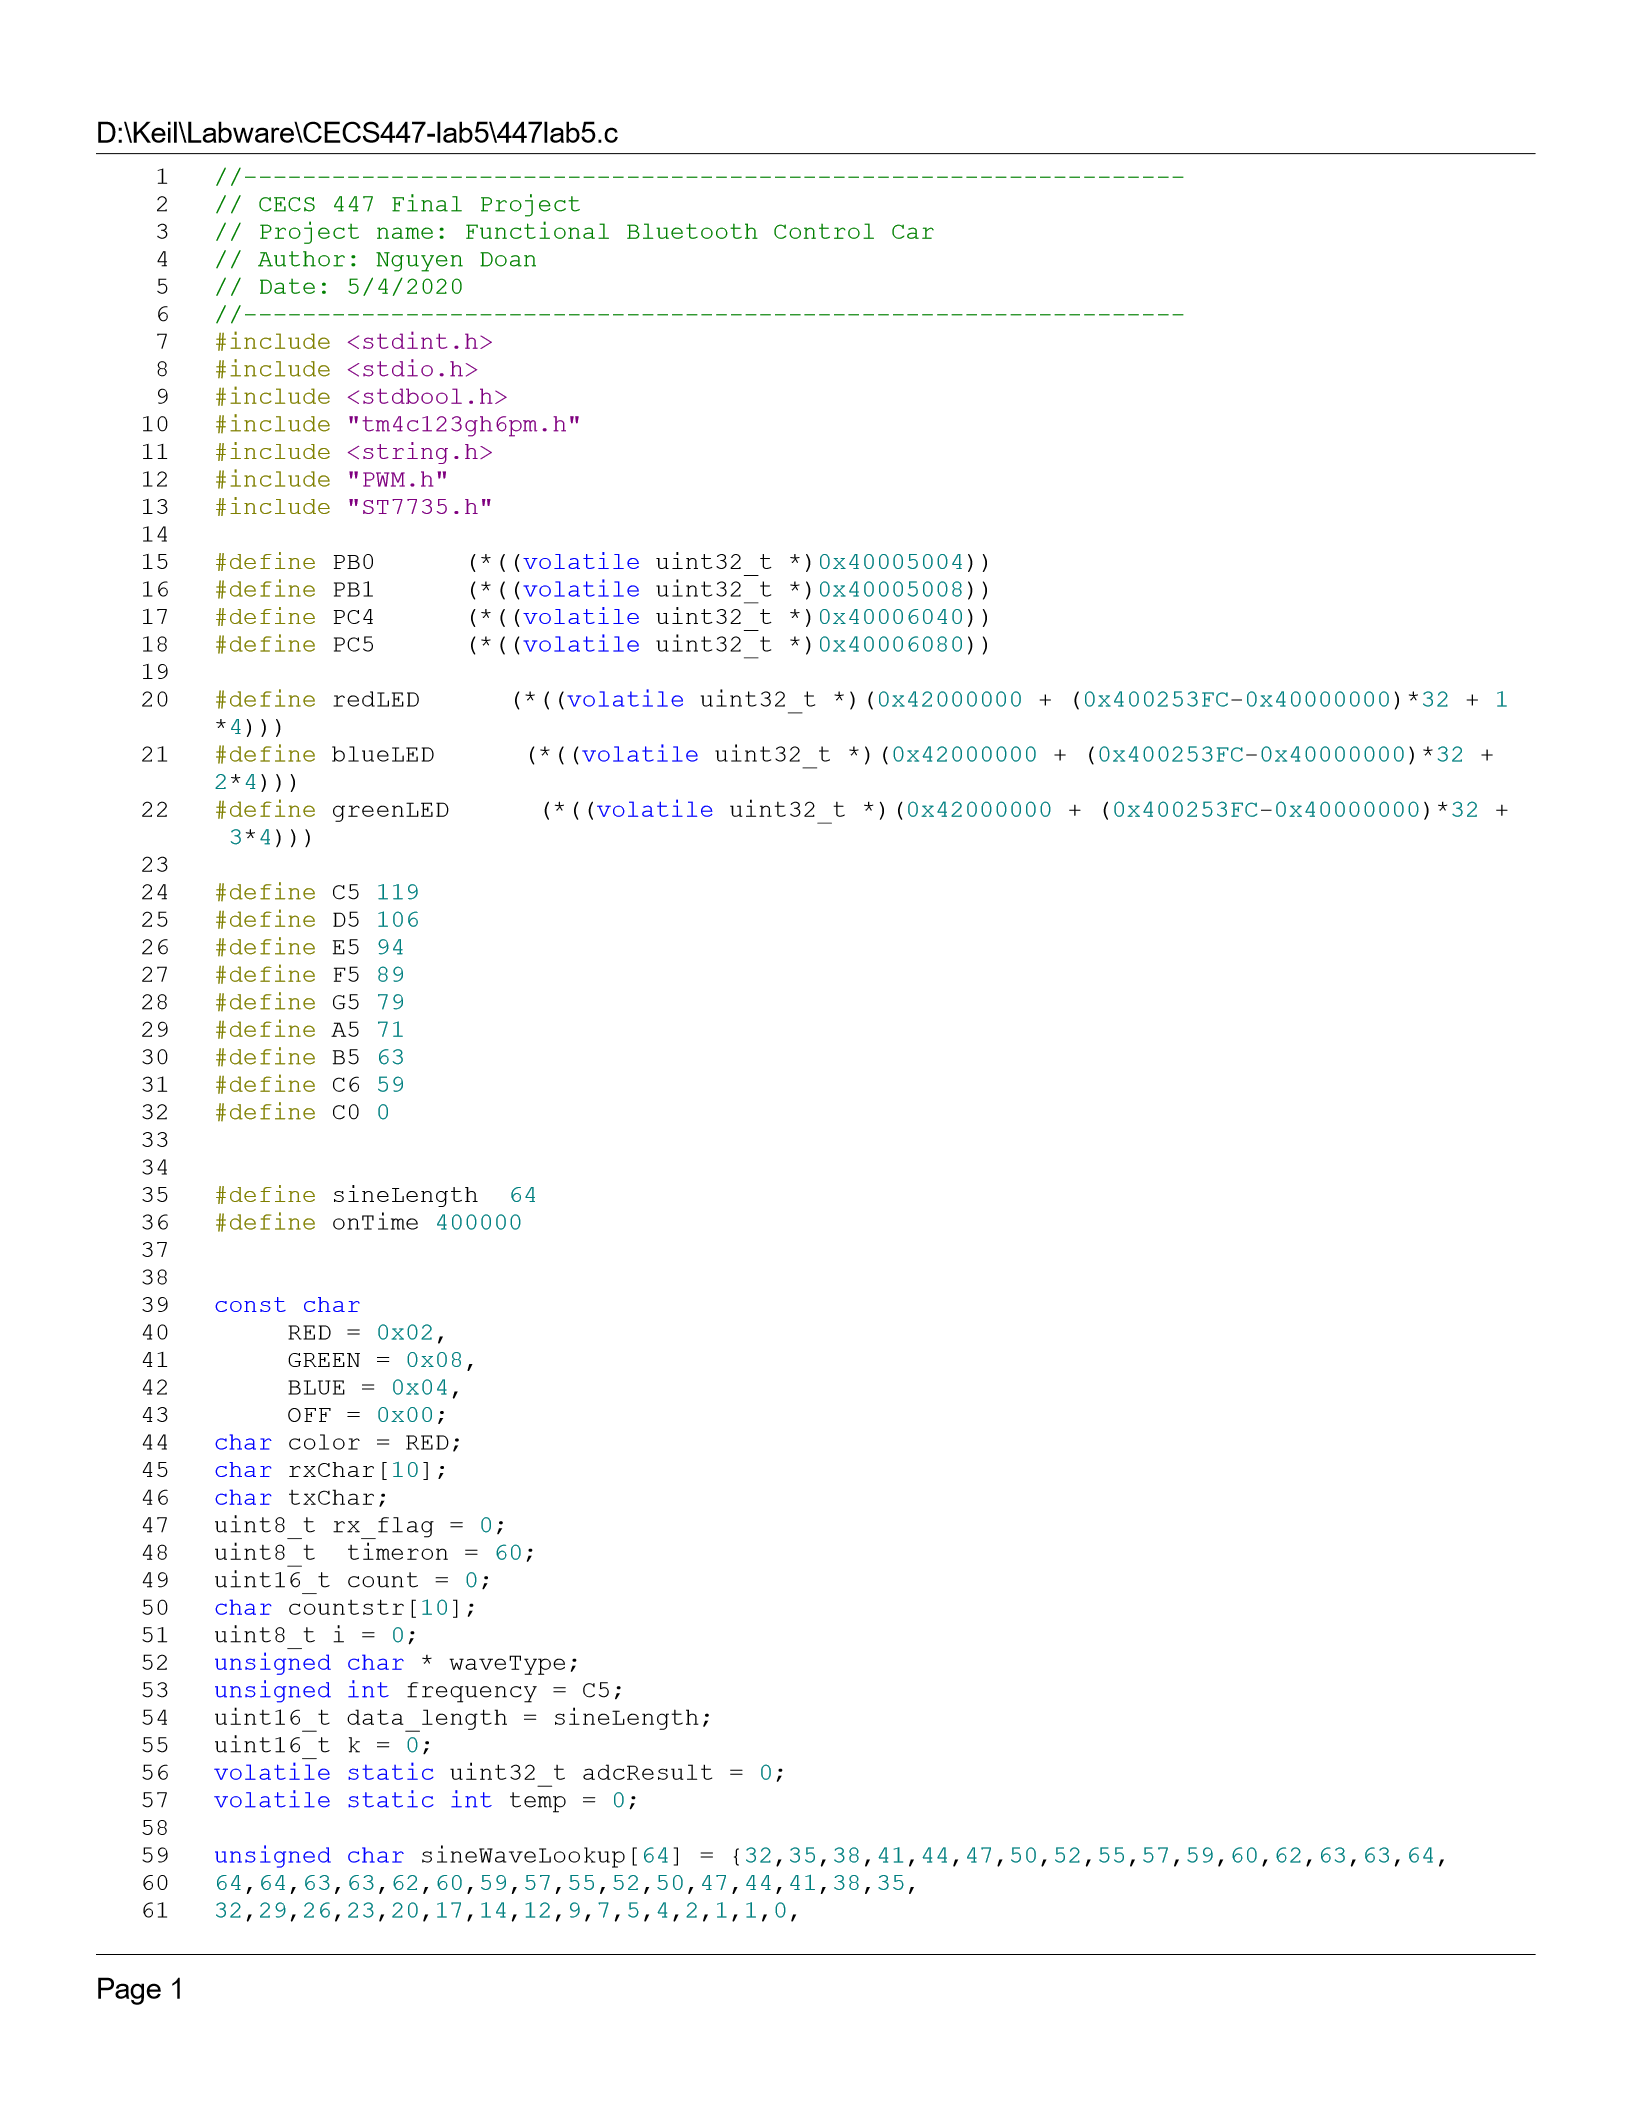 D:\Keil\Labware\CECS447-lab5\447lab5.c
1 //----------------------------------------------------------------
2 // CECS 447 Final Project
3 // Project name: Functional Bluetooth Control Car
4 // Author: Nguyen Doan
5 // Date: 5/4/2020
6 //----------------------------------------------------------------
7 #include <stdint.h>
8 #include <stdio.h>
9 #include <stdbool.h>
10 #include "tm4c123gh6pm.h"
11 #include <string.h>
12 #include "PWM.h"
13 #include "ST7735.h"
14
15 #define PB0 (*((volatile uint32_t *)0x40005004))
16 #define PB1 (*((volatile uint32_t *)0x40005008))
17 #define PC4 (*((volatile uint32_t *)0x40006040))
18 #define PC5 (*((volatile uint32_t *)0x40006080))
19
20 #define redLED (*((volatile uint32_t *)(0x42000000 + (0x400253FC-0x40000000)*32 + 1
*4)))
21 #define blueLED (*((volatile uint32_t *)(0x42000000 + (0x400253FC-0x40000000)*32 +
2*4)))
22 #define greenLED (*((volatile uint32_t *)(0x42000000 + (0x400253FC-0x40000000)*32 +
3*4)))
23
24 #define C5 119
25 #define D5 106
26 #define E5 94
27 #define F5 89
28 #define G5 79
29 #define A5 71
30 #define B5 63
31 #define C6 59
32 #define C0 0
33
34
35 #define sineLength 64
36 #define onTime 400000
37
38
39 const char
40 RED = 0x02,
41 GREEN = 0x08,
42 BLUE = 0x04,
43 OFF = 0x00;
44 char color = RED;
45 char rxChar[10];
46 char txChar;
47 uint8_t rx_flag = 0;
48 uint8_t timeron = 60;
49 uint16_t count = 0;
50 char countstr[10];
51 uint8_t i = 0;
52 unsigned char * waveType;
53 unsigned int frequency = C5;
54 uint16_t data_length = sineLength;
55 uint16_t k = 0;
56 volatile static uint32_t adcResult = 0;
57 volatile static int temp = 0;
58
59 unsigned char sineWaveLookup[64] = {32,35,38,41,44,47,50,52,55,57,59,60,62,63,63,64,
60 64,64,63,63,62,60,59,57,55,52,50,47,44,41,38,35,
61 32,29,26,23,20,17,14,12,9,7,5,4,2,1,1,0,
Page 1